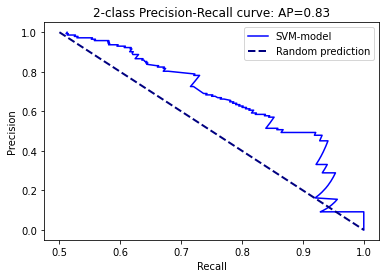 2-class Precision-Recall curve: AP=0.83
SVM-model
Random prediction
Precision
1.0
0.8
0.6
0.4
0.2
0.0
0.5 0.6 0.7 0.8 0.9 1.0
Recall